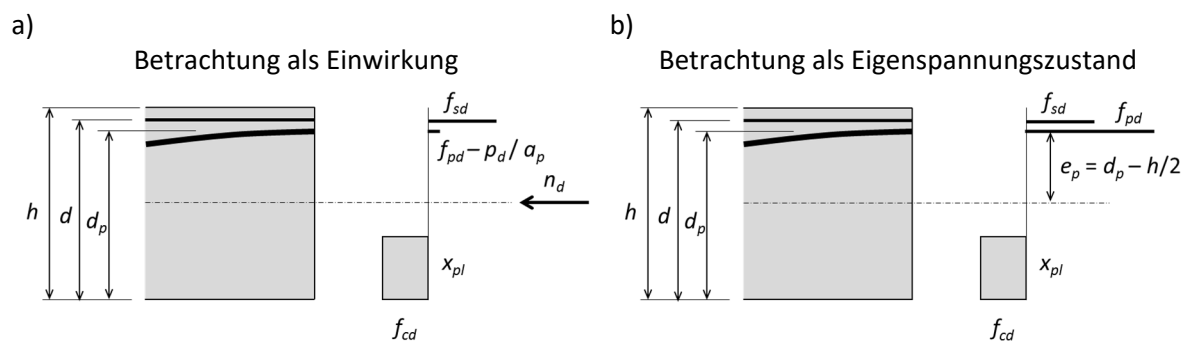 a)
Betrachtung als Einwirkung
h
d
d_p
f_sd
f_pd – p_d / a_p
n_d
x_pl
f_cd
b)
Betrachtung als Eigenspannungszustand
h
d
d_p
f_sd
f_pd
e_p = d_p – h/2
x_pl
f_cd